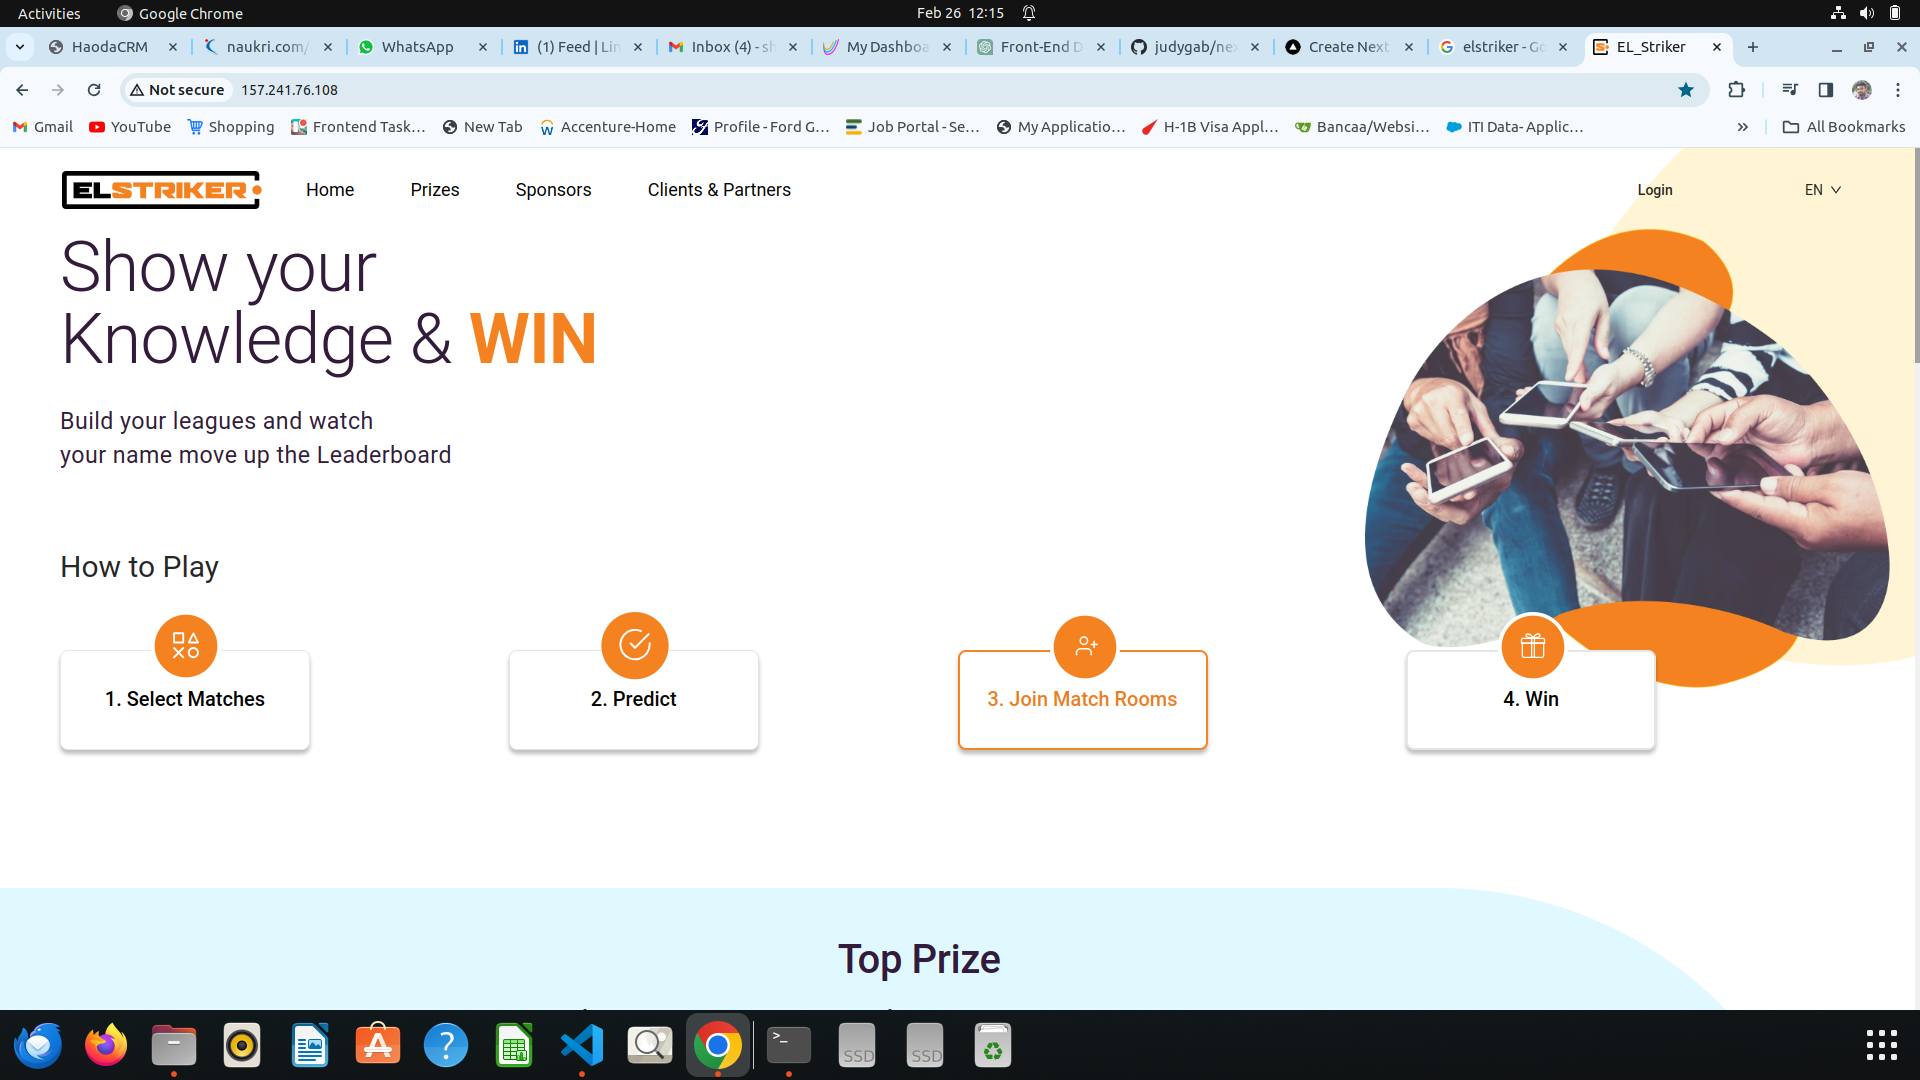 Activities
Google Chrome
Feb 26 12:15
HaodaCRM
naukri.com/
WhatsApp
(1) Feed | Lin
Inbox (4) - sh
My Dashboa
Front-End D
judygab/nex
Create Next
elstriker - Go
EL_Striker
Not secure
157.241.76.108
Gmail
YouTube
Shopping
Frontend Task...
New Tab
Accenture-Home
Profile - Ford G...
Job Portal - Se...
My Applicatio...
H-1B Visa Appl...
Bancaa/Websi...
ITI Data- Applic...
All Bookmarks
ELSTRIKER
Home
Prizes
Sponsors
Clients & Partners
Login
EN
Show your
Knowledge & WIN
Build your leagues and watch
your name move up the Leaderboard
How to Play
1. Select Matches
2. Predict
3. Join Match Rooms
4. Win
Top Prize
SSD
SSD